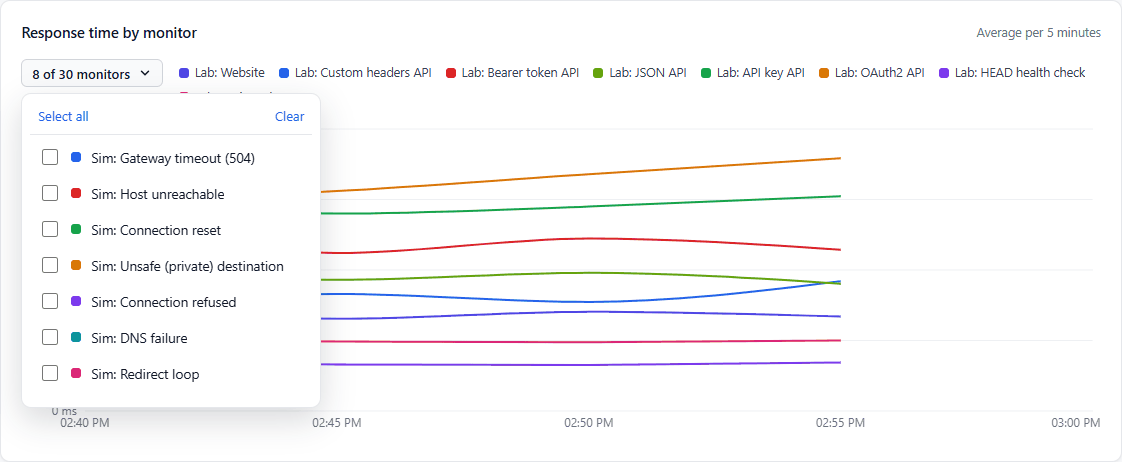 Response time by monitor
Average per 5 minutes
8 of 30 monitors
Lab: Website
Lab: Custom headers API
Lab: Bearer token API
Lab: JSON API
Lab: API key API
Lab: OAuth2 API
Lab: HEAD health check
Select all
Clear
Sim: Gateway timeout (504)
Sim: Host unreachable
Sim: Connection reset
Sim: Unsafe (private) destination
Sim: Connection refused
Sim: DNS failure
Sim: Redirect loop
0 ms
02:40 PM
02:45 PM
02:50 PM
02:55 PM
03:00 PM